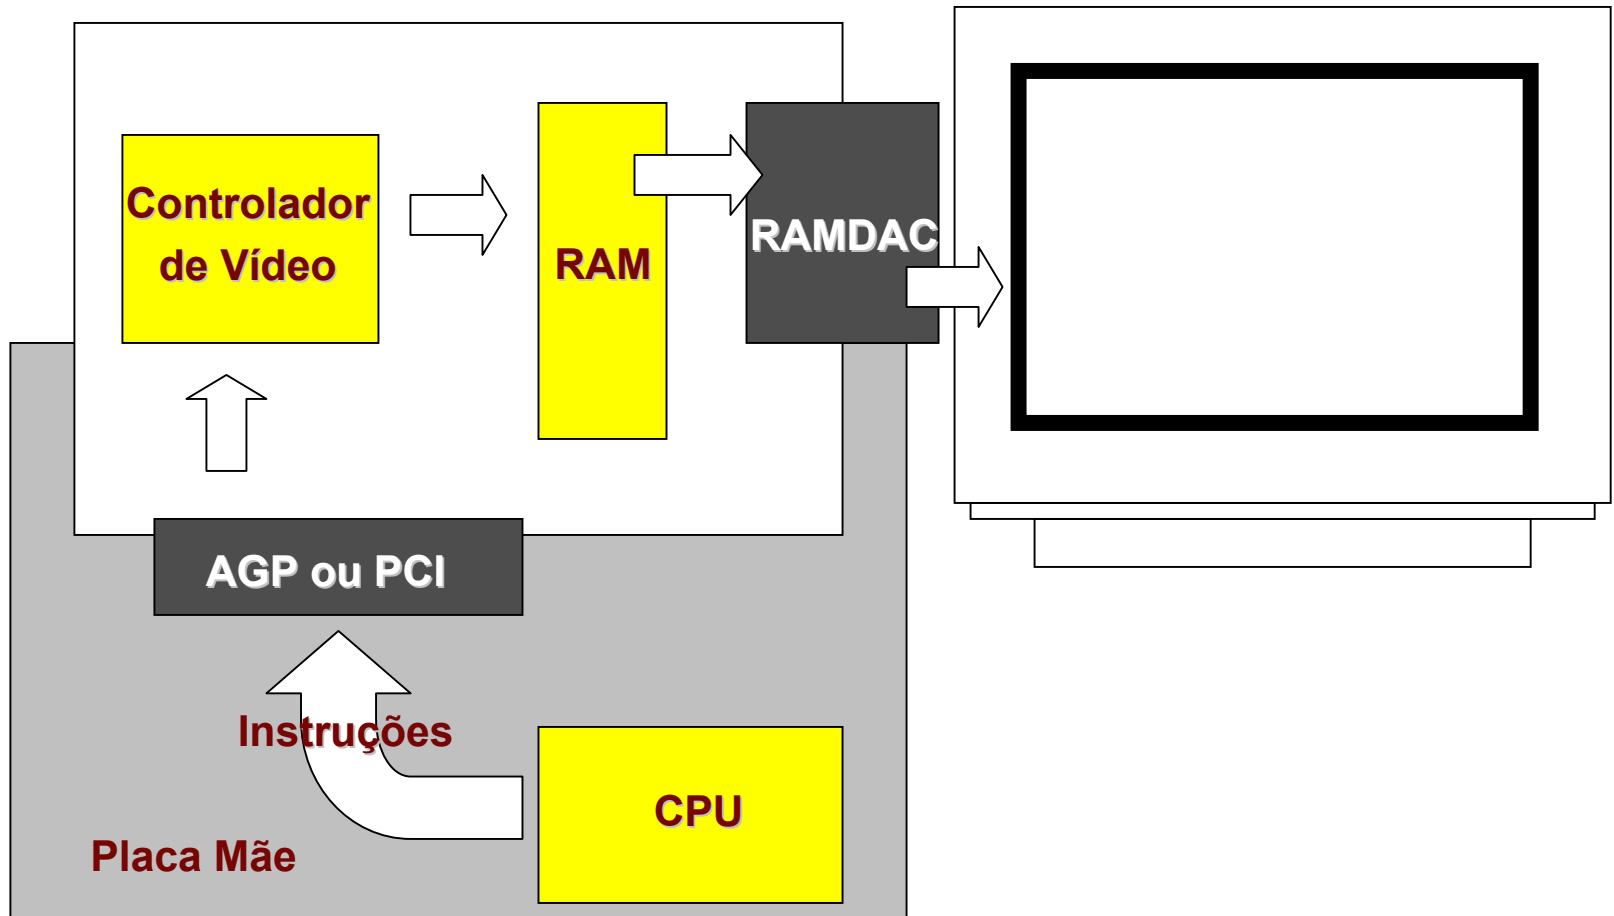 Controlador
de Vídeo
RAM
RAMDAC
AGP ou PCI
Instruções
CPU
Placa Mãe